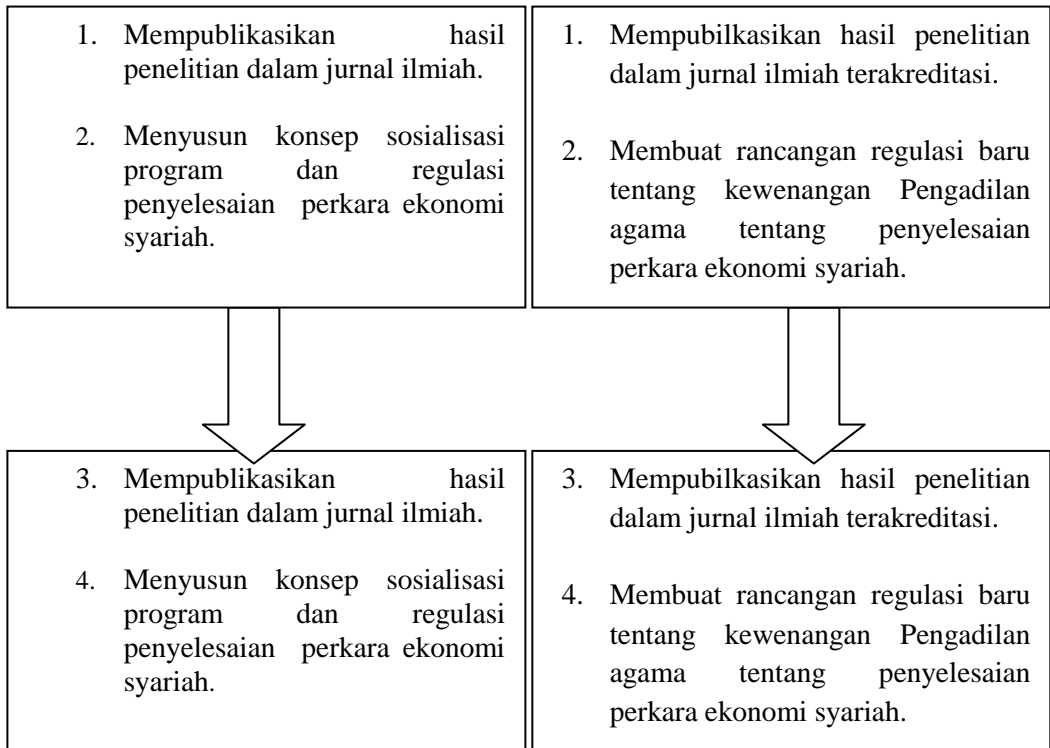 1. Mempublikasikan hasil
penelitian dalam jurnal ilmiah.
2. Menyusun konsep sosialisasi
program dan regulasi
penyelesaian perkara ekonomi
syariah.
1. Mempubilkasikan hasil penelitian
dalam jurnal ilmiah terakreditasi.
2. Membuat rancangan regulasi baru
tentang kewenangan Pengadilan
agama tentang penyelesaian
perkara ekonomi syariah.
3. Mempublikasikan hasil
penelitian dalam jurnal ilmiah.
4. Menyusun konsep sosialisasi
program dan regulasi
penyelesaian perkara ekonomi
syariah.
3. Mempubilkasikan hasil penelitian
dalam jurnal ilmiah terakreditasi.
4. Membuat rancangan regulasi baru
tentang kewenangan Pengadilan
agama tentang penyelesaian
perkara ekonomi syariah.